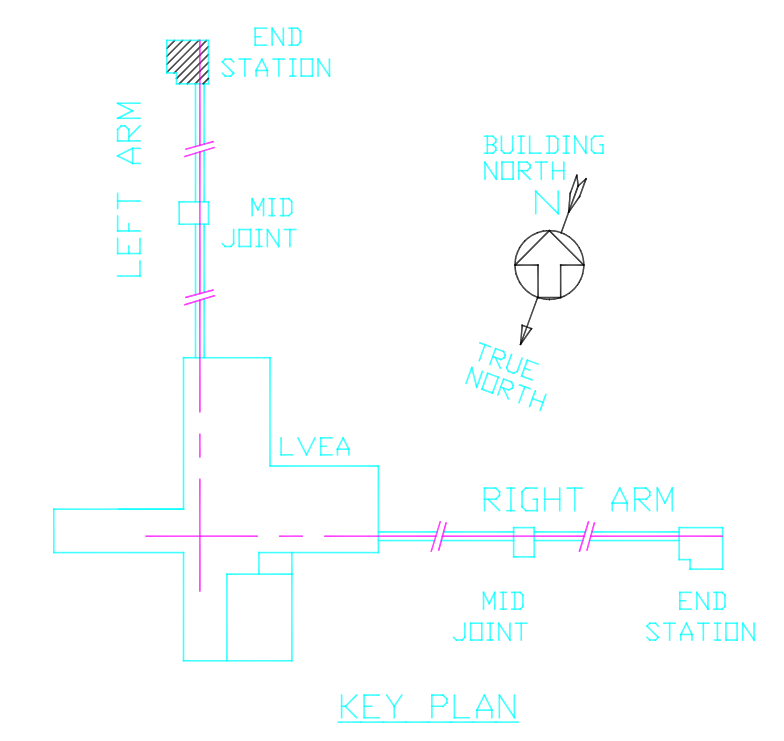 END
STATION
LEFT ARM
MID
JOINT
BUILDING
NORTH
N
TRUE
NORTH
LVEA
RIGHT ARM
MID
JOINT
END
STATION
KEY PLAN